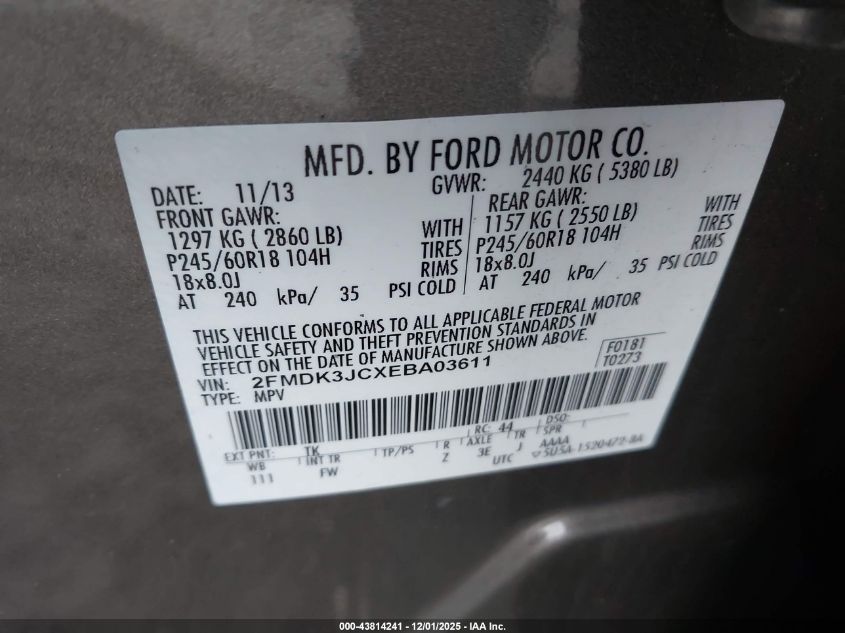 MFD. BY FORD MOTOR CO.
DATE: 11/13 GVWR: 2440 KG ( 5380 LB)
FRONT GAWR: REAR GAWR:
1297 KG ( 2860 LB) WITH 1157 KG ( 2550 LB) WITH
P245/60R18 104H TIRES P245/60R18 104H TIRES
18x8.0J RIMS 18x8.0J RIMS
AT 240 kPa/ 35 PSI COLD AT 240 kPa/ 35 PSI COLD
THIS VEHICLE CONFORMS TO ALL APPLICABLE FEDERAL MOTOR
VEHICLE SAFETY AND THEFT PREVENTION STANDARDS IN
EFFECT ON THE DATE OF MANUFACTURE SHOWN ABOVE.
F0181
T0273
VIN: 2FMDK3JCXEBA03611
TYPE: MPV
EXT PNT: TK RC: 44 DSO:
WB INT TR TP/PS R AXLE TR SPR
111 FW Z 3E J AAAA
UTC 5U5A-1520472-BA
000-43814241 - 12/01/2025 - IAA Inc.